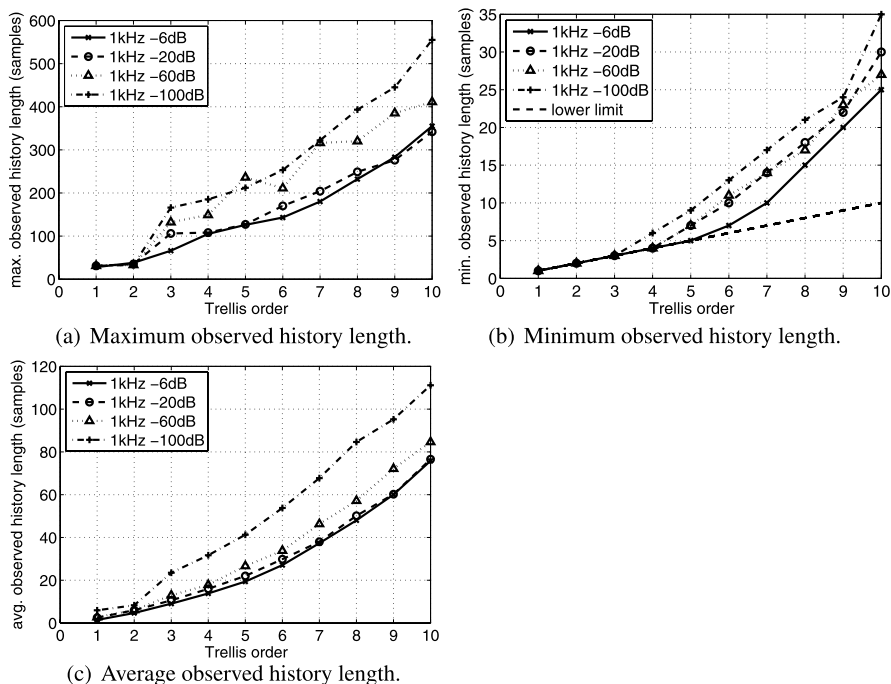 600
500
400
300
200
100
0
0 1 2 3 4 5 6 7 8 9 10
max. observed history length (samples)
Trellis order
1kHz −6dB
1kHz −20dB
1kHz −60dB
1kHz −100dB
(a) Maximum observed history length.
35
30
25
20
15
10
5
0
0 1 2 3 4 5 6 7 8 9 10
min. observed history length (samples)
Trellis order
1kHz −6dB
1kHz −20dB
1kHz −60dB
1kHz −100dB
lower limit
(b) Minimum observed history length.
120
100
80
60
40
20
0
0 1 2 3 4 5 6 7 8 9 10
avg. observed history length (samples)
Trellis order
1kHz −6dB
1kHz −20dB
1kHz −60dB
1kHz −100dB
(c) Average observed history length.